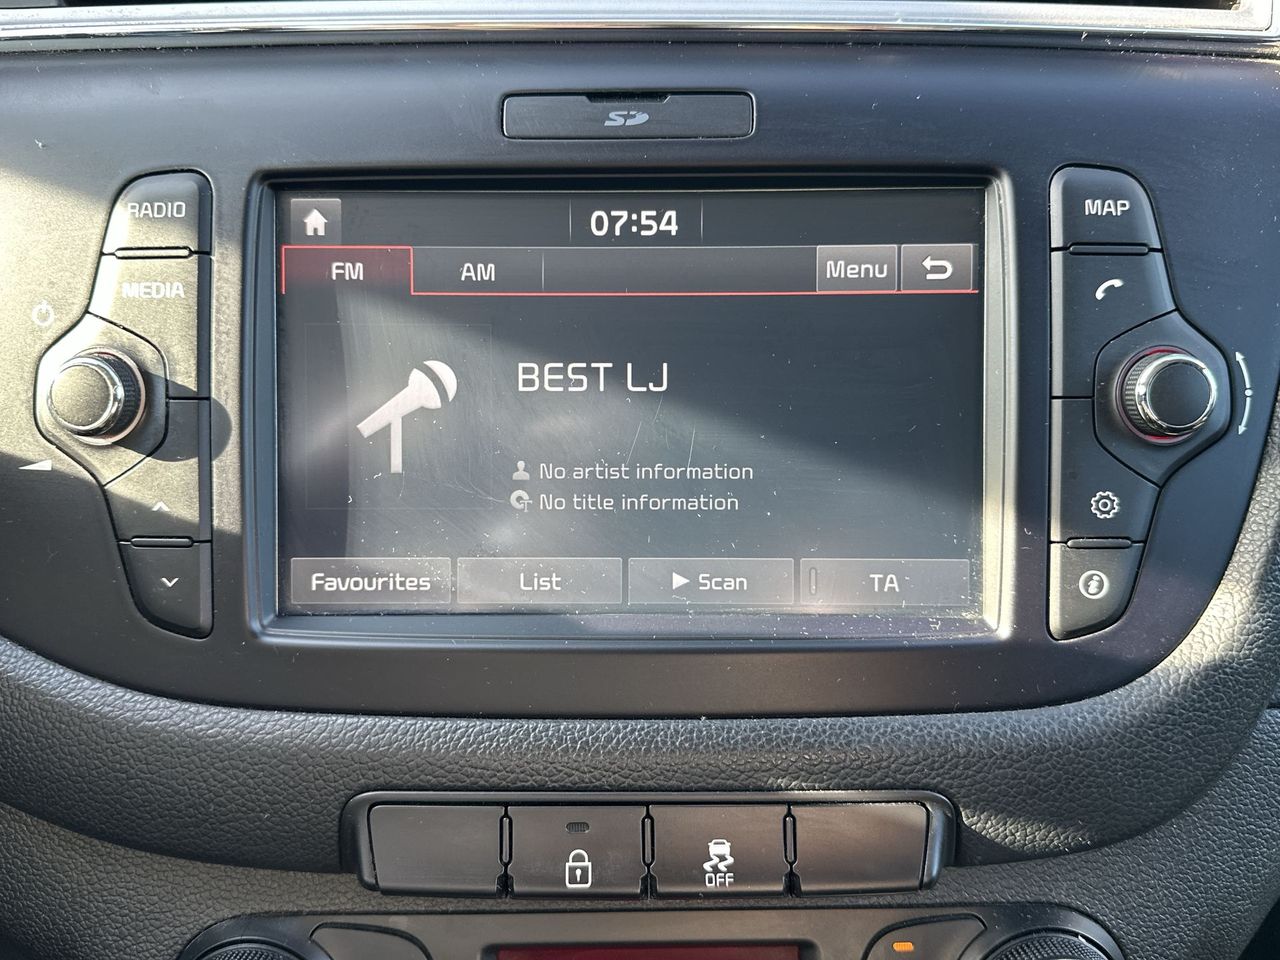 SD
RADIO
07:54
MAP
FM
AM
Menu
MEDIA
BEST LJ
No artist information
No title information
Favourites
List
Scan
TA
OFF